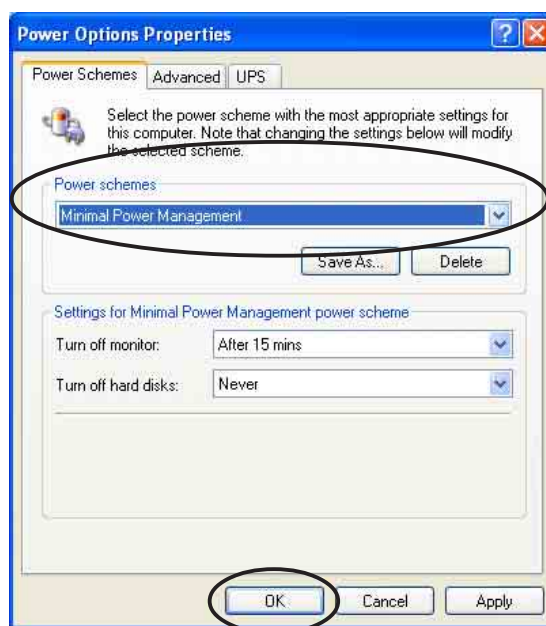 Power Options Properties
Power Schemes Advanced UPS
Select the power scheme with the most appropriate settings for
this computer. Note that changing the settings below will modify
the selected scheme.
Power schemes
Minimal Power Management
Save As... Delete
Settings for Minimal Power Management power scheme
Turn off monitor: After 15 mins
Turn off hard disks: Never
OK Cancel Apply